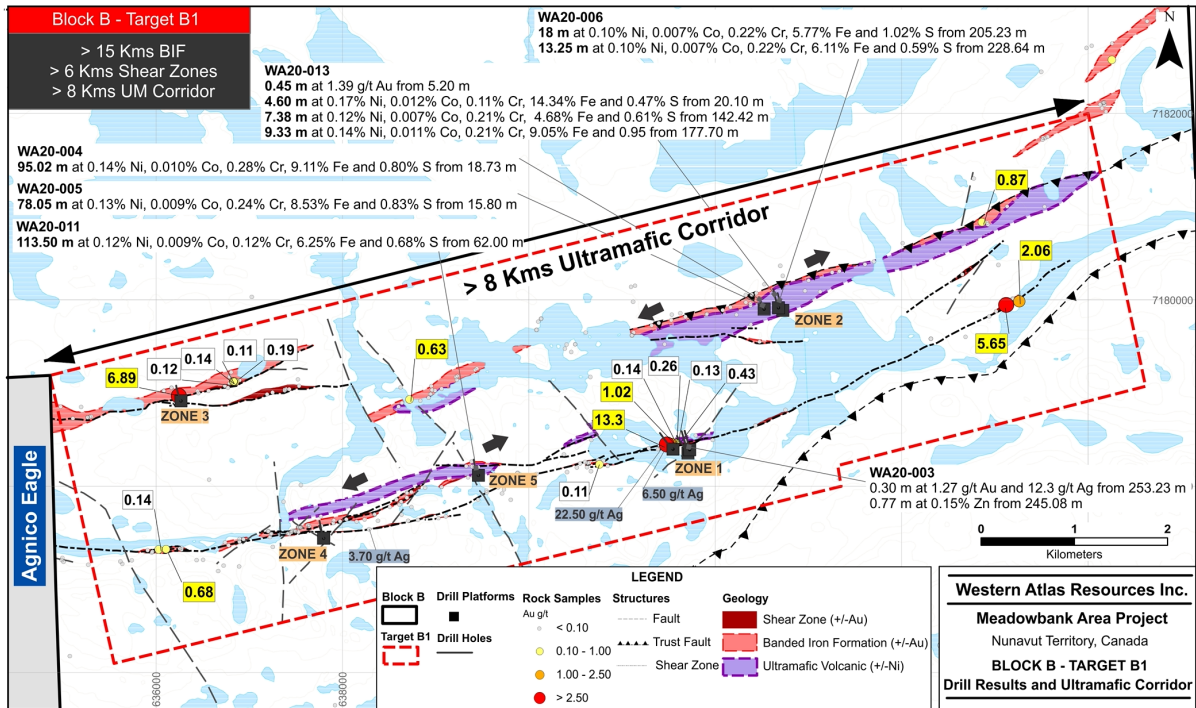 Block B - Target B1
> 15 Kms BIF
> 6 Kms Shear Zones
> 8 Kms UM Corridor
WA20-006
18 m at 0.10% Ni, 0.007% Co, 0.22% Cr, 5.77% Fe and 1.02% S from 205.23 m
13.25 m at 0.10% Ni, 0.007% Co, 0.22% Cr, 6.11% Fe and 0.59% S from 228.64 m
N
WA20-013
0.45 m at 1.39 g/t Au from 5.20 m
4.60 m at 0.17% Ni, 0.012% Co, 0.11% Cr, 14.34% Fe and 0.47% S from 20.10 m
7.38 m at 0.12% Ni, 0.007% Co, 0.21% Cr, 4.68% Fe and 0.61% S from 142.42 m
9.33 m at 0.14% Ni, 0.011% Co, 0.21% Cr, 9.05% Fe and 0.95 from 177.70 m
7182000
WA20-004
95.02 m at 0.14% Ni, 0.010% Co, 0.28% Cr, 9.11% Fe and 0.80% S from 18.73 m
WA20-005
78.05 m at 0.13% Ni, 0.009% Co, 0.24% Cr, 8.53% Fe and 0.83% S from 15.80 m
WA20-011
113.50 m at 0.12% Ni, 0.009% Co, 0.12% Cr, 6.25% Fe and 0.68% S from 62.00 m
> 8 Kms Ultramafic Corridor
0.87
2.06
7180000
ZONE 2
5.65
0.63
0.19
0.11
0.14
0.12
6.89
ZONE 3
0.14
0.26
0.13
0.43
1.02
13.3
ZONE 1
ZONE 5
0.11
6.50 g/t Ag
22.50 g/t Ag
WA20-003
0.30 m at 1.27 g/t Au and 12.3 g/t Ag from 253.23 m
0.77 m at 0.15% Zn from 245.08 m
0.14
ZONE 4
3.70 g/t Ag
0.68
Agnico Eagle
0 1 2
Kilometers
636000
638000
LEGEND
Block B
Target B1
Drill Platforms
Drill Holes
Rock Samples
Au g/t
< 0.10
0.10 - 1.00
1.00 - 2.50
> 2.50
Structures
Fault
Trust Fault
Shear Zone
Geology
Shear Zone (+/-Au)
Banded Iron Formation (+/-Au)
Ultramafic Volcanic (+/-Ni)
Western Atlas Resources Inc.
Meadowbank Area Project
Nunavut Territory, Canada
BLOCK B - TARGET B1
Drill Results and Ultramafic Corridor